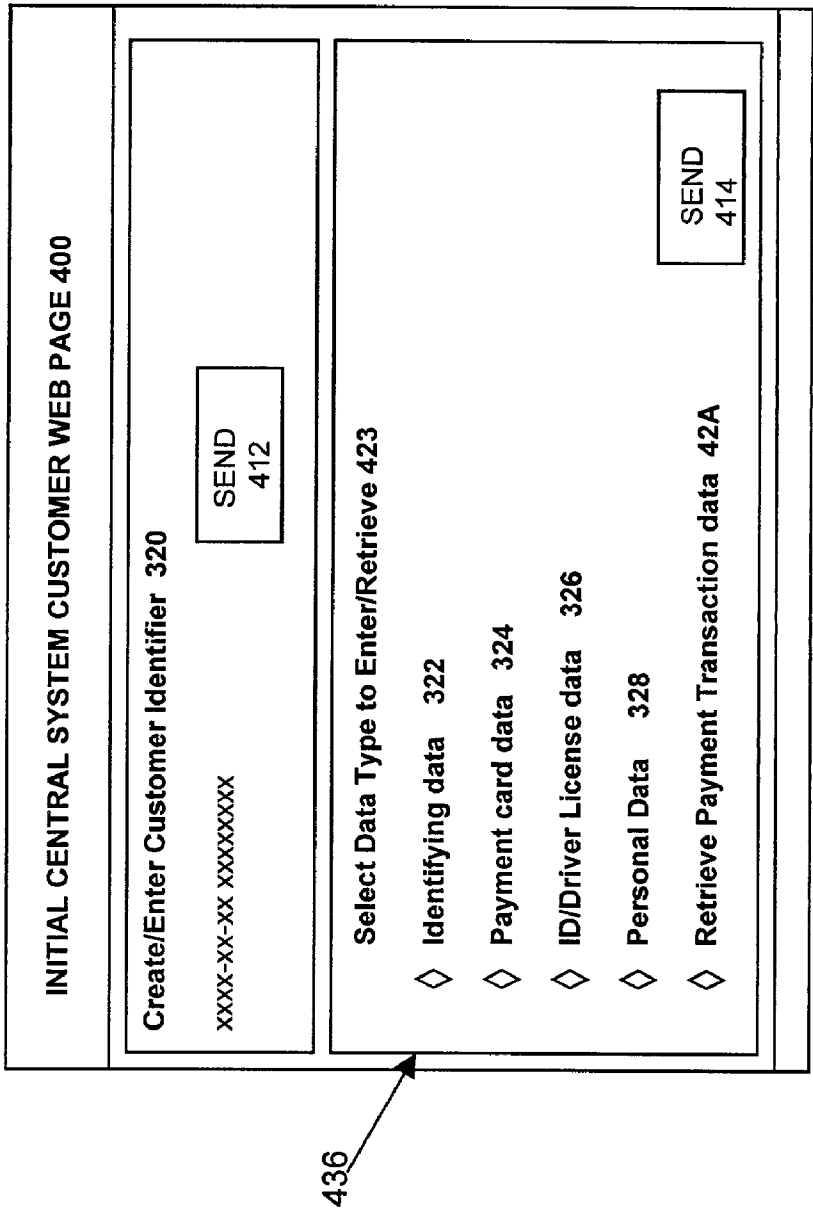 INITIAL CENTRAL SYSTEM CUSTOMER WEB PAGE 400
Create/Enter Customer Identifier 320
xxxx-xx-xx xxxxxxxx
SEND
412
Select Data Type to Enter/Retrieve 423
Identifying data 322
Payment card data 324
ID/Driver License data 326
Personal Data 328
Retrieve Payment Transaction data 42A
SEND
414
436